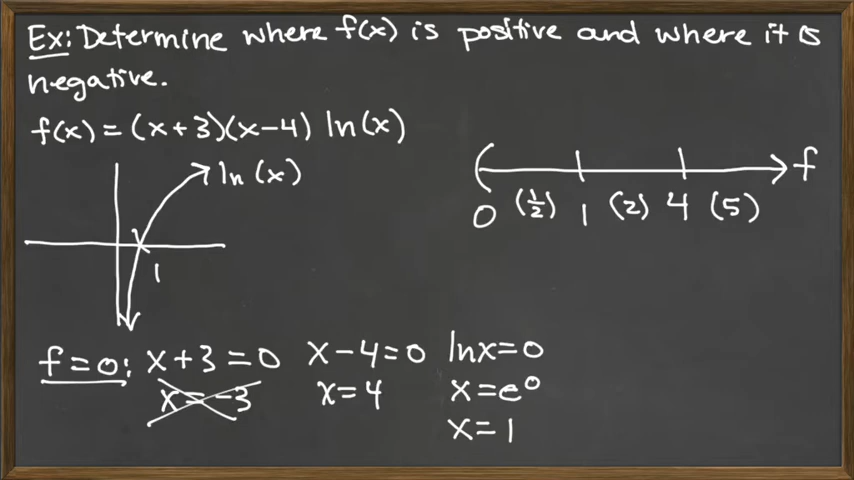 Ex: Determine where f(x) is positive and where it is
negative.
f(x) = (x+3)(x-4) ln(x)
ln(x)
1
f
0 (1/2) 1 (2) 4 (5)
f=0: x+3=0 x-4=0 lnx=0
x=-3 x=4 x=e⁰
x=1